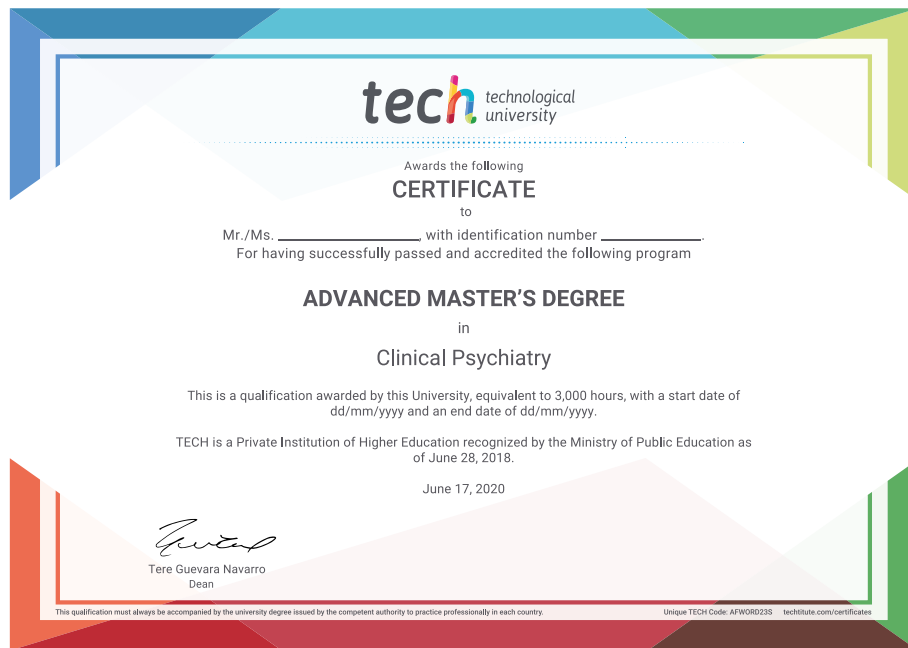 tech technological
university
Awards the following
CERTIFICATE
to
Mr./Ms. ____________________, with identification number ______________.
For having successfully passed and accredited the following program
ADVANCED MASTER'S DEGREE
in
Clinical Psychiatry
This is a qualification awarded by this University, equivalent to 3,000 hours, with a start date of
dd/mm/yyyy and an end date of dd/mm/yyyy.
TECH is a Private Institution of Higher Education recognized by the Ministry of Public Education as
of June 28, 2018.
June 17, 2020
Tere Guevara Navarro
Dean
This qualification must always be accompanied by the university degree issued by the competent authority to practice professionally in each country.
Unique TECH Code: AFWORD23S techtitute.com/certificates